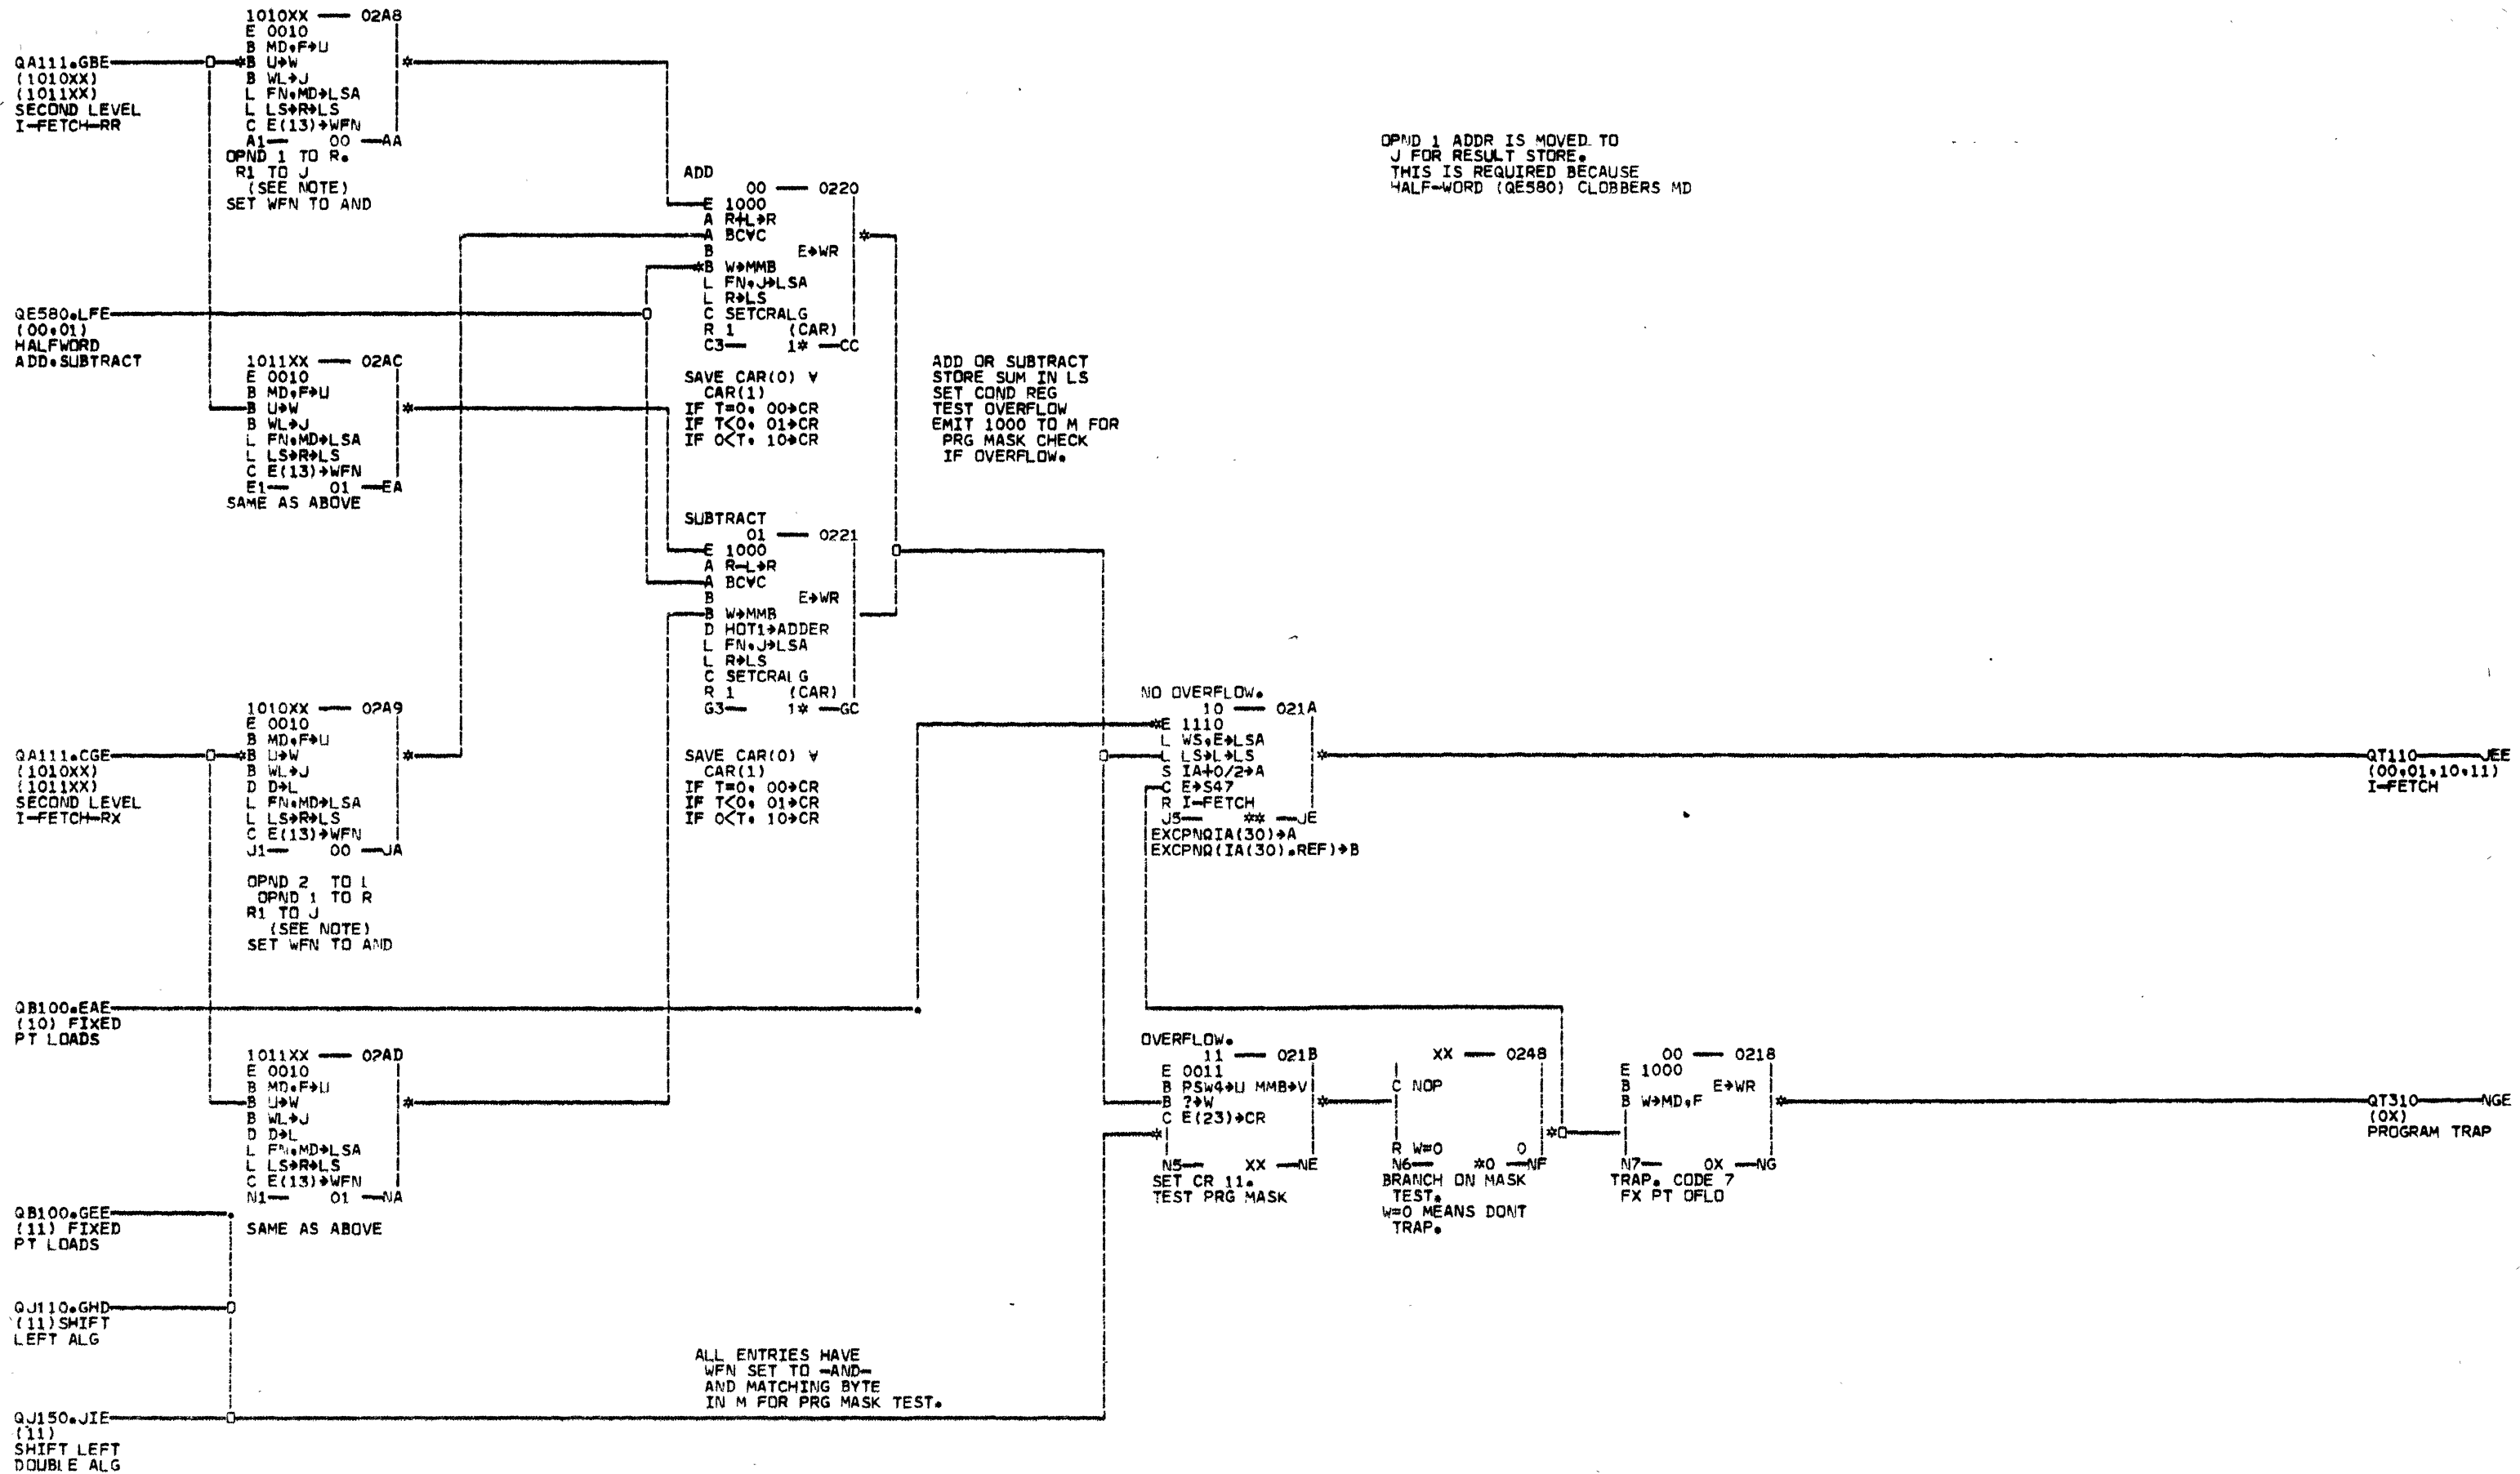 QA111.GBE
(1010XX)
(1011XX)
SECOND LEVEL
I-FETCH-RR
1010XX — 02A8
E 0010
B MD,F→U
*B U→W *
B WL→J
L FN,MD→LSA
L LS→R→LS
C E(13)→WFN
A1— 00 —AA
OPND 1 TO R.
R1 TO J
(SEE NOTE)
SET WFN TO AND
OPND 1 ADDR IS MOVED TO
J FOR RESULT STORE.
THIS IS REQUIRED BECAUSE
HALF-WORD (QE580) CLOBBERS MD
ADD
00 — 0220
E 1000
A R+L→R
A BC∀C *
B E→WR
*B W→MMB
L FN,J→LSA
L R→LS
C SETCRALG
R 1 (CAR)
C3— 1* —CC
SAVE CAR(0) ∀
CAR(1)
IF T=0, 00→CR
IF T<0, 01→CR
IF 0<T, 10→CR
QE580.LFE
(00,01)
HALFWORD
ADD,SUBTRACT
1011XX — 02AC
E 0010
B MD,F→U
B U→W *
B WL→J
L FN,MD→LSA
L LS→R→LS
C E(13)→WFN
E1— 01 —EA
SAME AS ABOVE
ADD OR SUBTRACT
STORE SUM IN LS
SET COND REG
TEST OVERFLOW
EMIT 1000 TO M FOR
PRG MASK CHECK
IF OVERFLOW.
SUBTRACT
01 — 0221
E 1000
A R-L→R
A BC∀C
B E→WR
B W→MMB
D HOT1→ADDER
L FN,J→LSA
L R→LS
C SETCRALG
R 1 (CAR)
G3— 1* —GC
SAVE CAR(0) ∀
CAR(1)
IF T=0, 00→CR
IF T<0, 01→CR
IF 0<T, 10→CR
QA111.CGE
(1010XX)
(1011XX)
SECOND LEVEL
I-FETCH-RX
1010XX — 02A9
E 0010
B MD,F→U
*B U→W *
B WL→J
D D→L
L FN,MD→LSA
L LS→R→LS
C E(13)→WFN
J1— 00 —JA
OPND 2 TO L
OPND 1 TO R
R1 TO J
(SEE NOTE)
SET WFN TO AND
NO OVERFLOW.
10 — 021A
*E 1110
L WS,E→LSA
L LS→L→LS *
S IA+0/2→A
C E→S47
R I-FETCH
J5— ** —JE
EXCPNQIA(30)→A
EXCPNQ(IA(30).REF)→B
QT110 — JEE
(00,01,10,11)
I-FETCH
QB100.EAE
(10) FIXED
PT LOADS
1011XX — 02AD
E 0010
B MD,F→U
B U→W *
B WL→J
D D→L
L FN,MD→LSA
L LS→R→LS
C E(13)→WFN
N1— 01 —NA
SAME AS ABOVE
OVERFLOW.
11 — 021B
E 0011
B PSW4→U MMB→V
B ?→W *
C E(23)→CR
*
N5— XX —NE
SET CR 11.
TEST PRG MASK
XX — 0248
C NOP
*
R W=0 0
N6— *0 —NF
BRANCH ON MASK
TEST.
W=0 MEANS DONT
TRAP.
00 — 0218
E 1000
B E→WR
B W→MD,F *
N7— 0X —NG
TRAP. CODE 7
FX PT OFLO
QT310 — NGE
(0X)
PROGRAM TRAP
QB100.GEE
(11) FIXED
PT LOADS
QJ110.GHD
(11)SHIFT
LEFT ALG
ALL ENTRIES HAVE
WFN SET TO -AND-
AND MATCHING BYTE
IN M FOR PRG MASK TEST.
QJ150.JIE
(11)
SHIFT LEFT
DOUBLE ALG